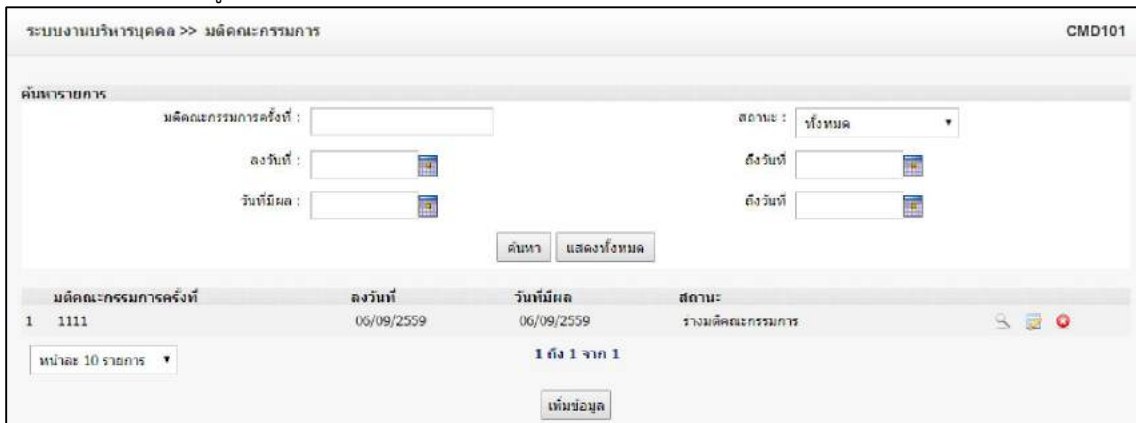 ระบบงานบริหารบุคคล >> มติคณะกรรมการ CMD101
ค้นหารายการ
มติคณะกรรมการครั้งที่ : สถานะ : ทั้งหมด
ลงวันที่ : ถึงวันที่
วันที่มีผล : ถึงวันที่
ค้นหา แสดงทั้งหมด
มติคณะกรรมการครั้งที่ ลงวันที่ วันที่มีผล สถานะ
1 1111 06/09/2559 06/09/2559 ร่างมติคณะกรรมการ
หน้าละ 10 รายการ 1 ถึง 1 จาก 1
เพิ่มข้อมูล